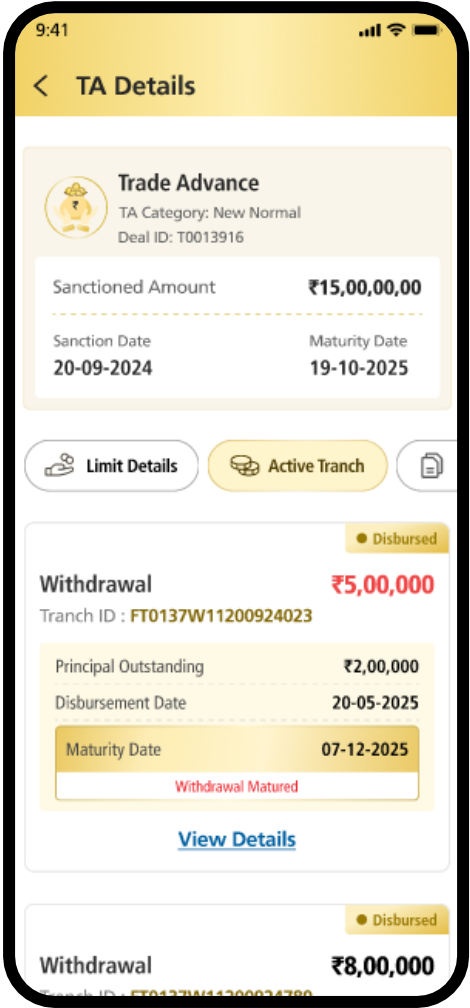 9:41
TA Details
Trade Advance
TA Category: New Normal
Deal ID: T0013916
Sanctioned Amount ₹15,00,00,00
Sanction Date Maturity Date
20-09-2024 19-10-2025
Limit Details Active Tranch
Disbursed
Withdrawal ₹5,00,000
Tranch ID : FT0137W11200924023
Principal Outstanding ₹2,00,000
Disbursement Date 20-05-2025
Maturity Date 07-12-2025
Withdrawal Matured
View Details
Disbursed
Withdrawal ₹8,00,000
Tranch ID : FT0137W11200924789